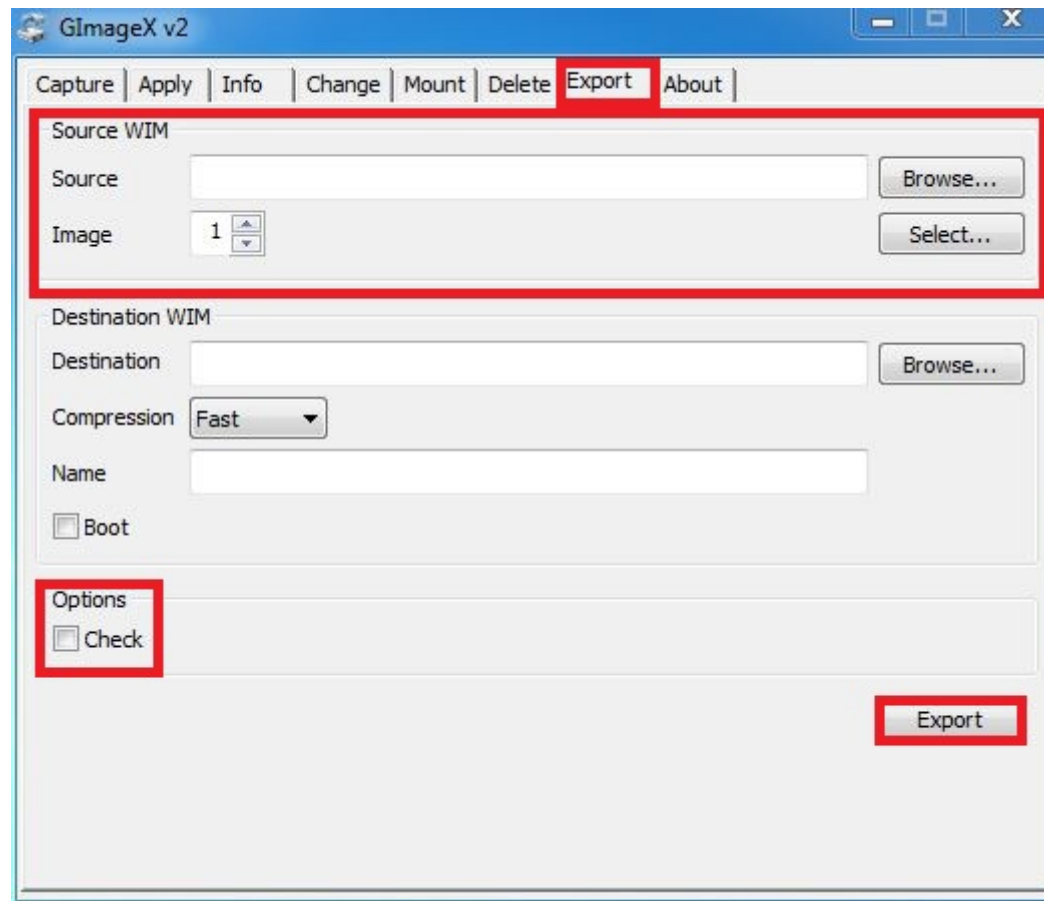 GImageX v2
Capture Apply Info Change Mount Delete Export About
Source WIM
Source Browse...
Image 1 Select...
Destination WIM
Destination Browse...
Compression Fast
Name
Boot
Options
Check
Export